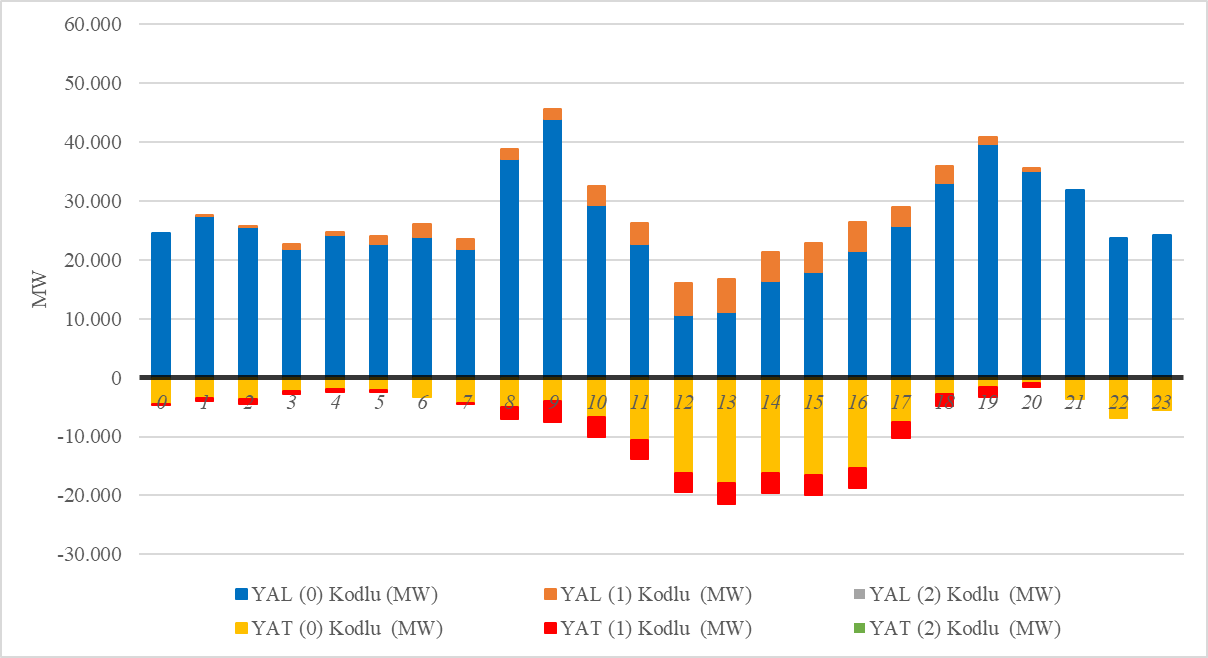 60.000
50.000
40.000
30.000
20.000
10.000
0
-10.000
-20.000
-30.000
MW
0 1 2 3 4 5 6 7 8 9 10 11 12 13 14 15 16 17 18 19 20 21 22 23
YAL (0) Kodlu (MW) YAL (1) Kodlu (MW) YAL (2) Kodlu (MW)
YAT (0) Kodlu (MW) YAT (1) Kodlu (MW) YAT (2) Kodlu (MW)